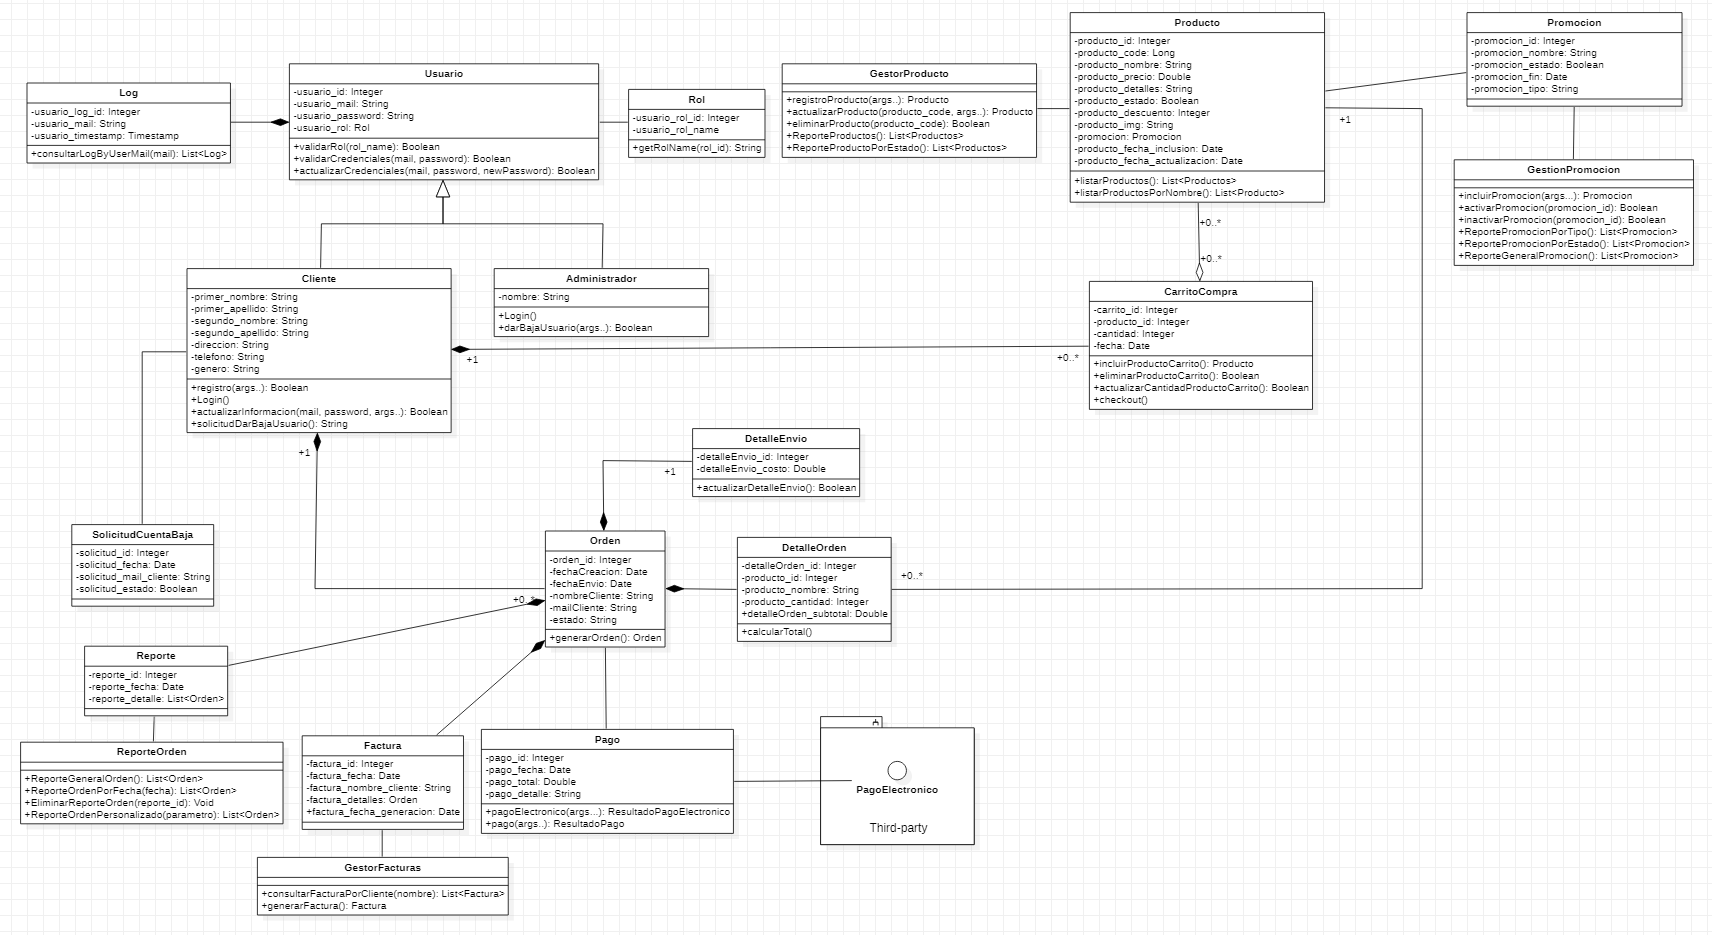 Log
-usuario_log_id: Integer
-usuario_mail: String
-usuario_timestamp: Timestamp
+consultarLogByUserMail(mail): List<Log>
Usuario
-usuario_id: Integer
-usuario_mail: String
-usuario_password: String
-usuario_rol: Rol
+validarRol(rol_name): Boolean
+validarCredenciales(mail, password): Boolean
+actualizarCredenciales(mail, password, newPassword): Boolean
Rol
-usuario_rol_id: Integer
-usuario_rol_name
+getRolName(rol_id): String
GestorProducto
+registroProducto(args..): Producto
+actualizarProducto(producto_code, args..): Producto
+eliminarProducto(producto_code): Boolean
+ReporteProductos(): List<Productos>
+ReporteProductoPorEstado(): List<Productos>
Producto
-producto_id: Integer
-producto_code: Long
-producto_nombre: String
-producto_precio: Double
-producto_detalles: String
-producto_estado: Boolean
-producto_descuento: Integer
-producto_img: String
-promocion: Promocion
-producto_fecha_inclusion: Date
-producto_fecha_actualizacion: Date
+listarProductos(): List<Productos>
+listarProductosPorNombre(): List<Producto>
Promocion
-promocion_id: Integer
-promocion_nombre: String
-promocion_estado: Boolean
-promocion_fin: Date
-promocion_tipo: String
+1
GestionPromocion
+incluirPromocion(args...): Promocion
+activarPromocion(promocion_id): Boolean
+inactivarPromocion(promocion_id): Boolean
+ReportePromocionPorTipo(): List<Promocion>
+ReportePromocionPorEstado(): List<Promocion>
+ReporteGeneralPromocion(): List<Promocion>
+0..*
+0..*
Cliente
-primer_nombre: String
-primer_apellido: String
-segundo_nombre: String
-segundo_apellido: String
-direccion: String
-telefono: String
-genero: String
+registro(args..): Boolean
+Login()
+actualizarInformacion(mail, password, args..): Boolean
+solicitudDarBajaUsuario(): String
Administrador
-nombre: String
+Login()
+darBajaUsuario(args..): Boolean
CarritoCompra
-carrito_id: Integer
-producto_id: Integer
-cantidad: Integer
-fecha: Date
+incluirProductoCarrito(): Producto
+eliminarProductoCarrito(): Boolean
+actualizarCantidadProductoCarrito(): Boolean
+checkout()
+1
+0..*
+1
DetalleEnvio
-detalleEnvio_id: Integer
-detalleEnvio_costo: Double
+actualizarDetalleEnvio(): Boolean
+1
SolicitudCuentaBaja
-solicitud_id: Integer
-solicitud_fecha: Date
-solicitud_mail_cliente: String
-solicitud_estado: Boolean
Orden
-orden_id: Integer
-fechaCreacion: Date
-fechaEnvio: Date
-nombreCliente: String
-mailCliente: String
-estado: String
+generarOrden(): Orden
+0..*
DetalleOrden
-detalleOrden_id: Integer
-producto_id: Integer
-producto_nombre: String
-producto_cantidad: Integer
+detalleOrden_subtotal: Double
+calcularTotal()
+0..*
Reporte
-reporte_id: Integer
-reporte_fecha: Date
-reporte_detalle: List<Orden>
ReporteOrden
+ReporteGeneralOrden(): List<Orden>
+ReporteOrdenPorFecha(fecha): List<Orden>
+EliminarReporteOrden(reporte_id): Void
+ReporteOrdenPersonalizado(parametro): List<Orden>
Factura
-factura_id: Integer
-factura_fecha: Date
-factura_nombre_cliente: String
-factura_detalles: Orden
+factura_fecha_generacion: Date
Pago
-pago_id: Integer
-pago_fecha: Date
-pago_total: Double
-pago_detalle: String
+pagoElectronico(args...): ResultadoPagoElectronico
+pago(args..): ResultadoPago
PagoElectronico
Third-party
GestorFacturas
+consultarFacturaPorCliente(nombre): List<Factura>
+generarFactura(): Factura